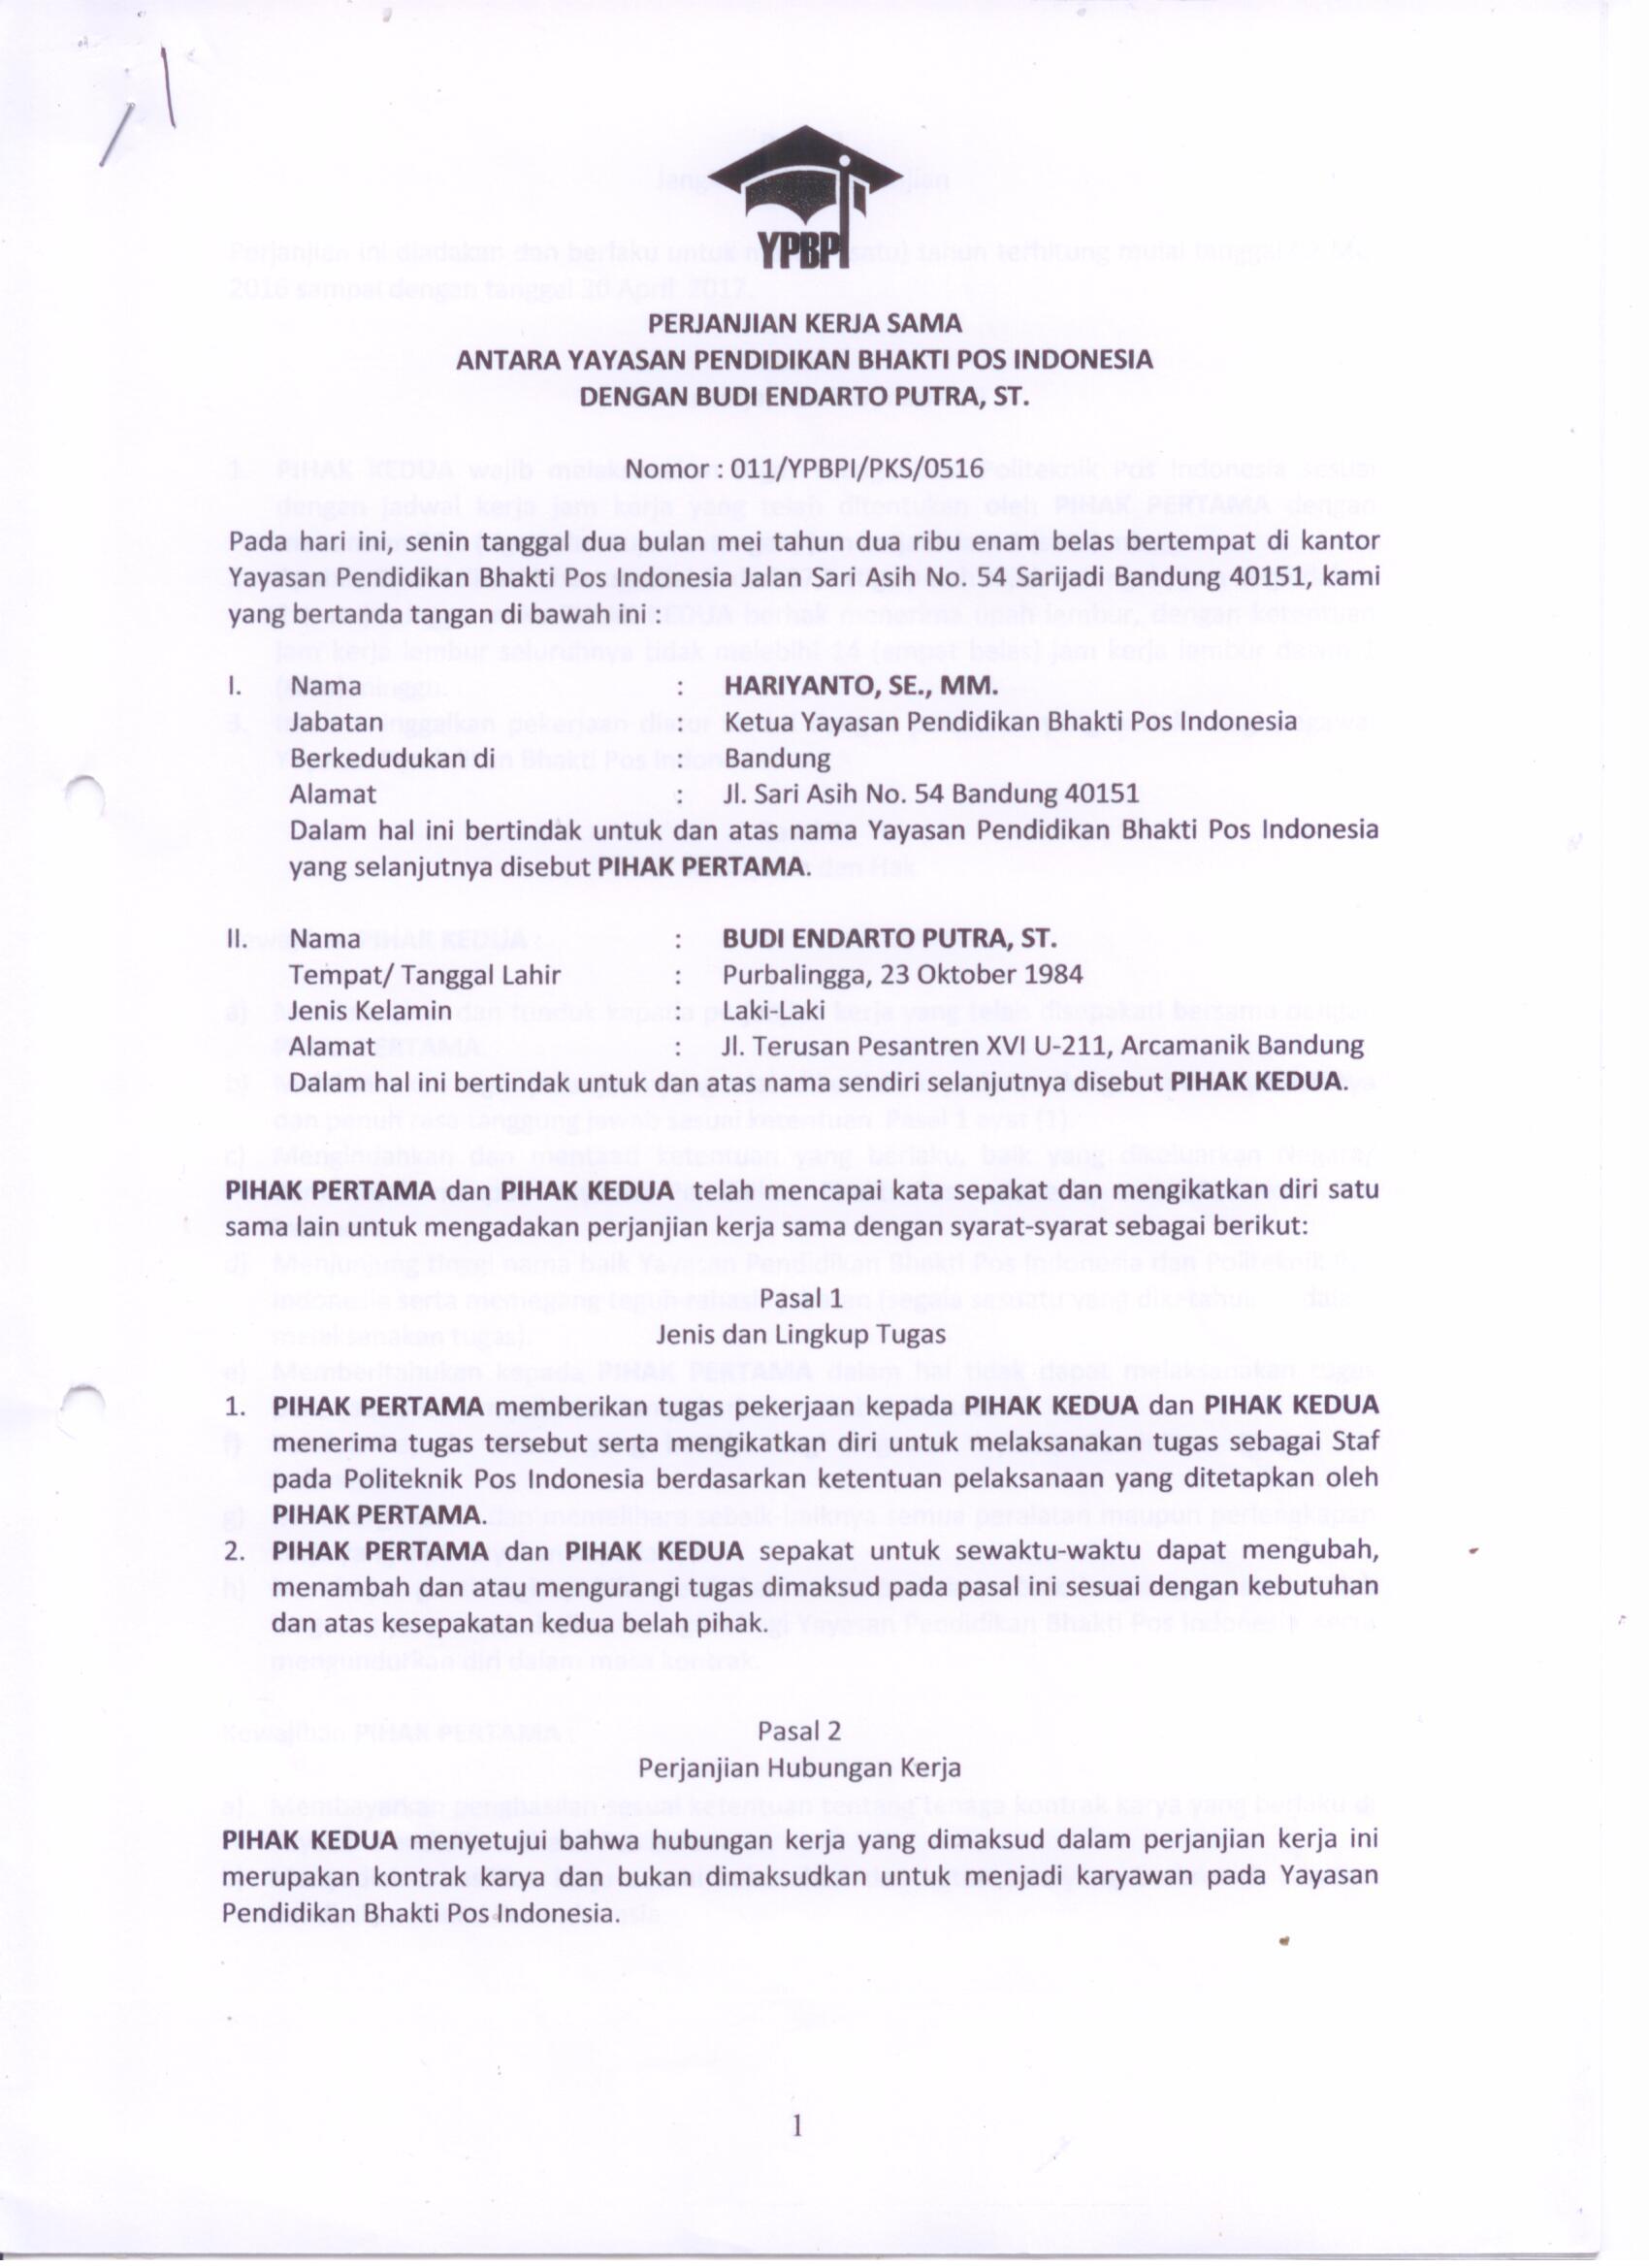 YPBPI
PERJANJIAN KERJA SAMA
ANTARA YAYASAN PENDIDIKAN BHAKTI POS INDONESIA
DENGAN BUDI ENDARTO PUTRA, ST.
Nomor : 011/YPBPI/PKS/0516
Pada hari ini, senin tanggal dua bulan mei tahun dua ribu enam belas bertempat di kantor
Yayasan Pendidikan Bhakti Pos Indonesia Jalan Sari Asih No. 54 Sarijadi Bandung 40151, kami
yang bertanda tangan di bawah ini :
I. Nama : HARIYANTO, SE., MM.
Jabatan : Ketua Yayasan Pendidikan Bhakti Pos Indonesia
Berkedudukan di : Bandung
Alamat : Jl. Sari Asih No. 54 Bandung 40151
Dalam hal ini bertindak untuk dan atas nama Yayasan Pendidikan Bhakti Pos Indonesia
yang selanjutnya disebut PIHAK PERTAMA.
II. Nama : BUDI ENDARTO PUTRA, ST.
Tempat/ Tanggal Lahir : Purbalingga, 23 Oktober 1984
Jenis Kelamin : Laki-Laki
Alamat : Jl. Terusan Pesantren XVI U-211, Arcamanik Bandung
Dalam hal ini bertindak untuk dan atas nama sendiri selanjutnya disebut PIHAK KEDUA.
PIHAK PERTAMA dan PIHAK KEDUA telah mencapai kata sepakat dan mengikatkan diri satu
sama lain untuk mengadakan perjanjian kerja sama dengan syarat-syarat sebagai berikut:
Pasal 1
Jenis dan Lingkup Tugas
1. PIHAK PERTAMA memberikan tugas pekerjaan kepada PIHAK KEDUA dan PIHAK KEDUA
menerima tugas tersebut serta mengikatkan diri untuk melaksanakan tugas sebagai Staf
pada Politeknik Pos Indonesia berdasarkan ketentuan pelaksanaan yang ditetapkan oleh
PIHAK PERTAMA.
2. PIHAK PERTAMA dan PIHAK KEDUA sepakat untuk sewaktu-waktu dapat mengubah,
menambah dan atau mengurangi tugas dimaksud pada pasal ini sesuai dengan kebutuhan
dan atas kesepakatan kedua belah pihak.
Pasal 2
Perjanjian Hubungan Kerja
PIHAK KEDUA menyetujui bahwa hubungan kerja yang dimaksud dalam perjanjian kerja ini
merupakan kontrak karya dan bukan dimaksudkan untuk menjadi karyawan pada Yayasan
Pendidikan Bhakti Pos Indonesia.
1